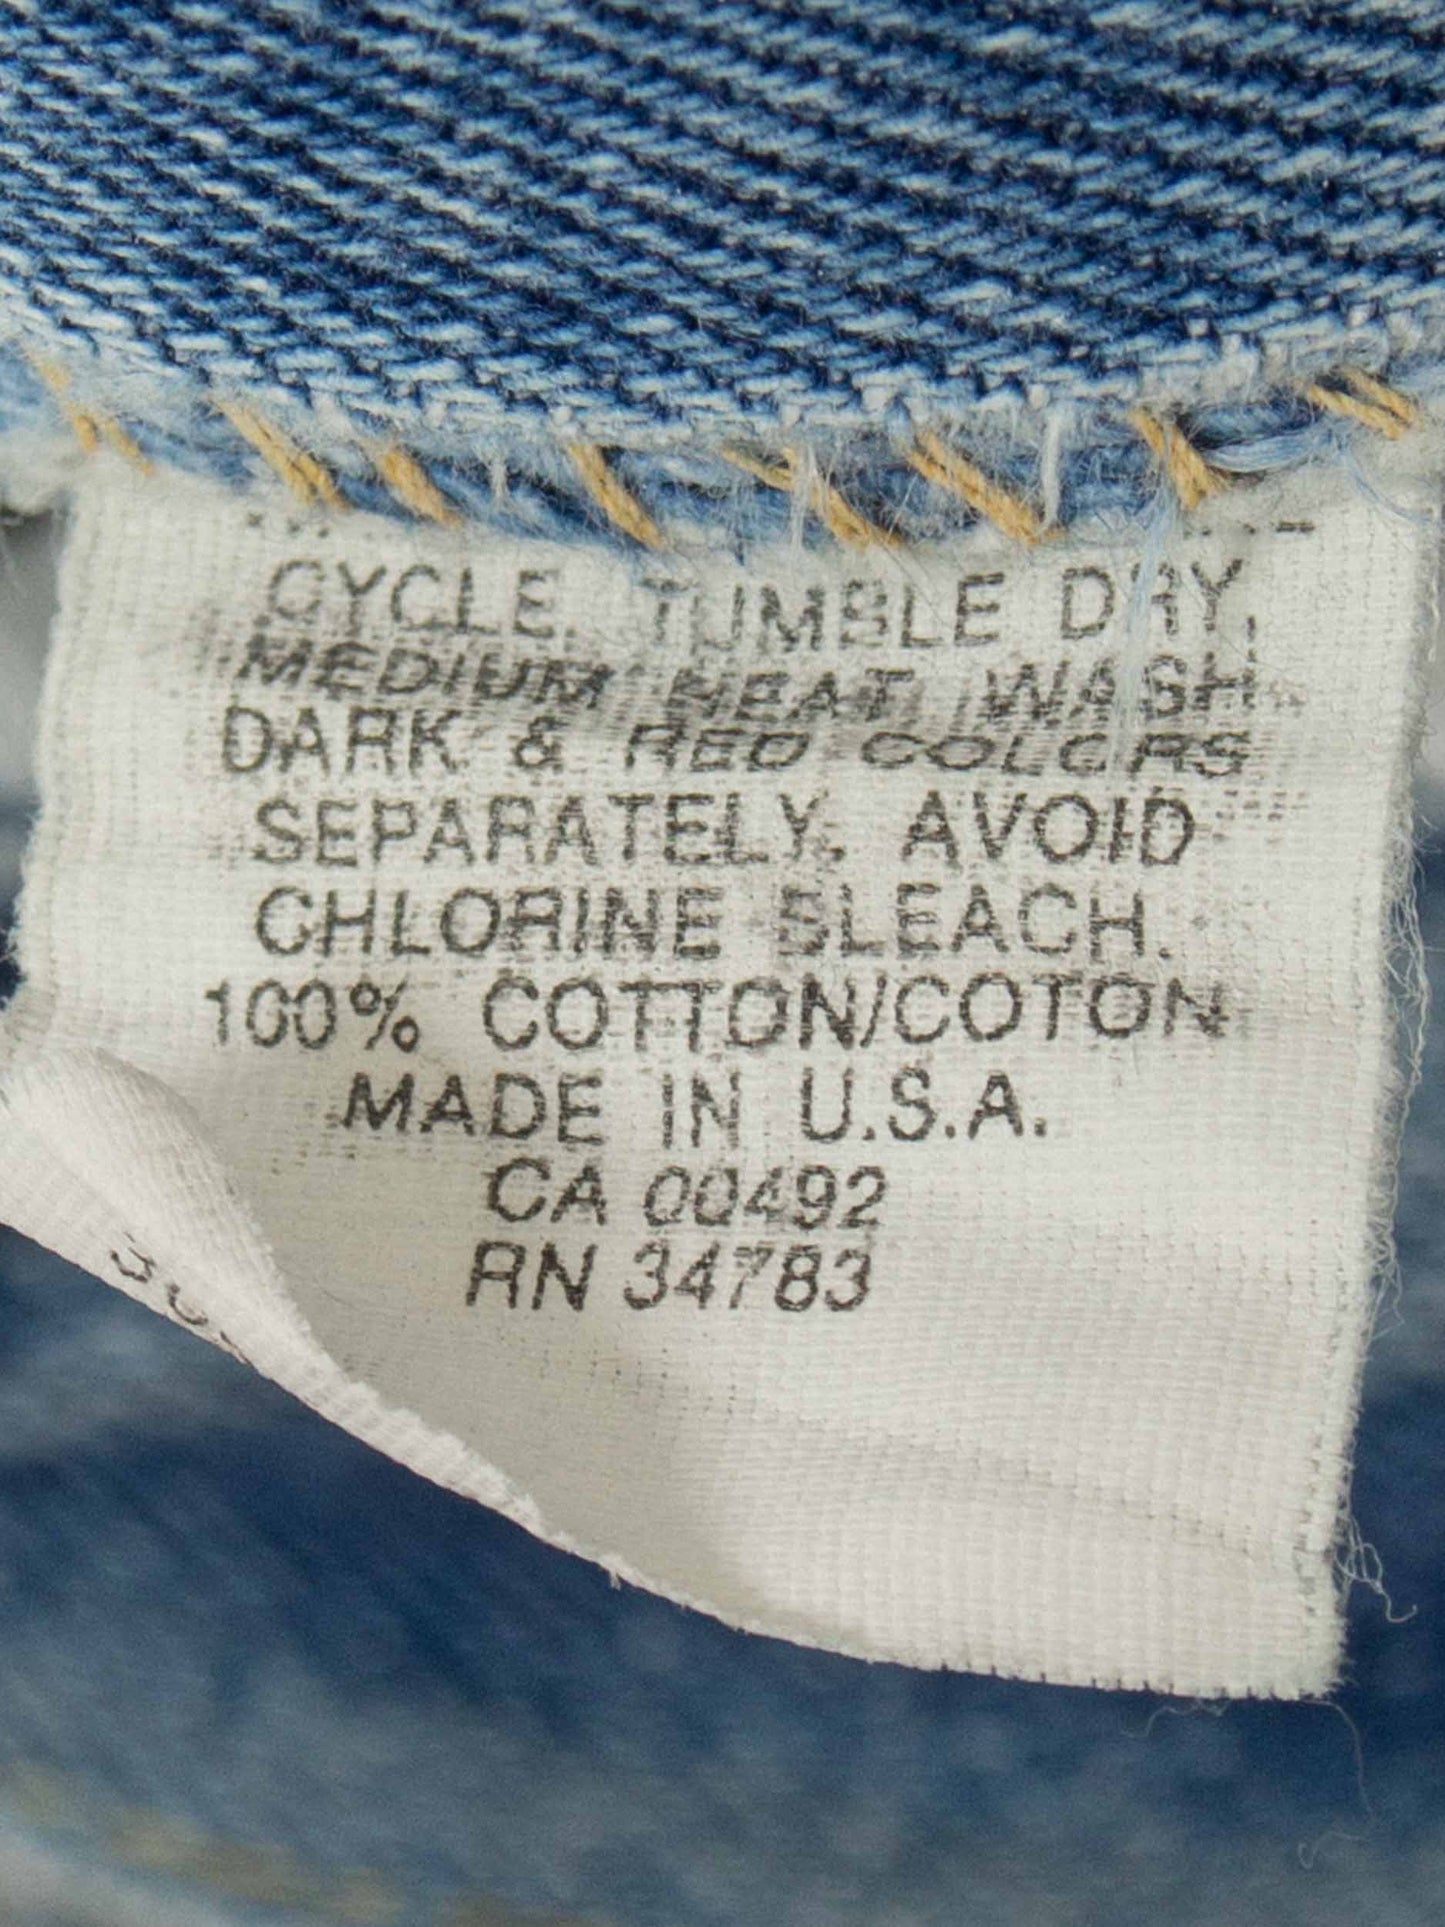 CYCLE. TUMBLE DRY,
MEDIUM HEAT. WASH
DARK & RED COLORS
SEPARATELY. AVOID
CHLORINE BLEACH.
100% COTTON/COTON
MADE IN U.S.A.
CA 00492
RN 34783